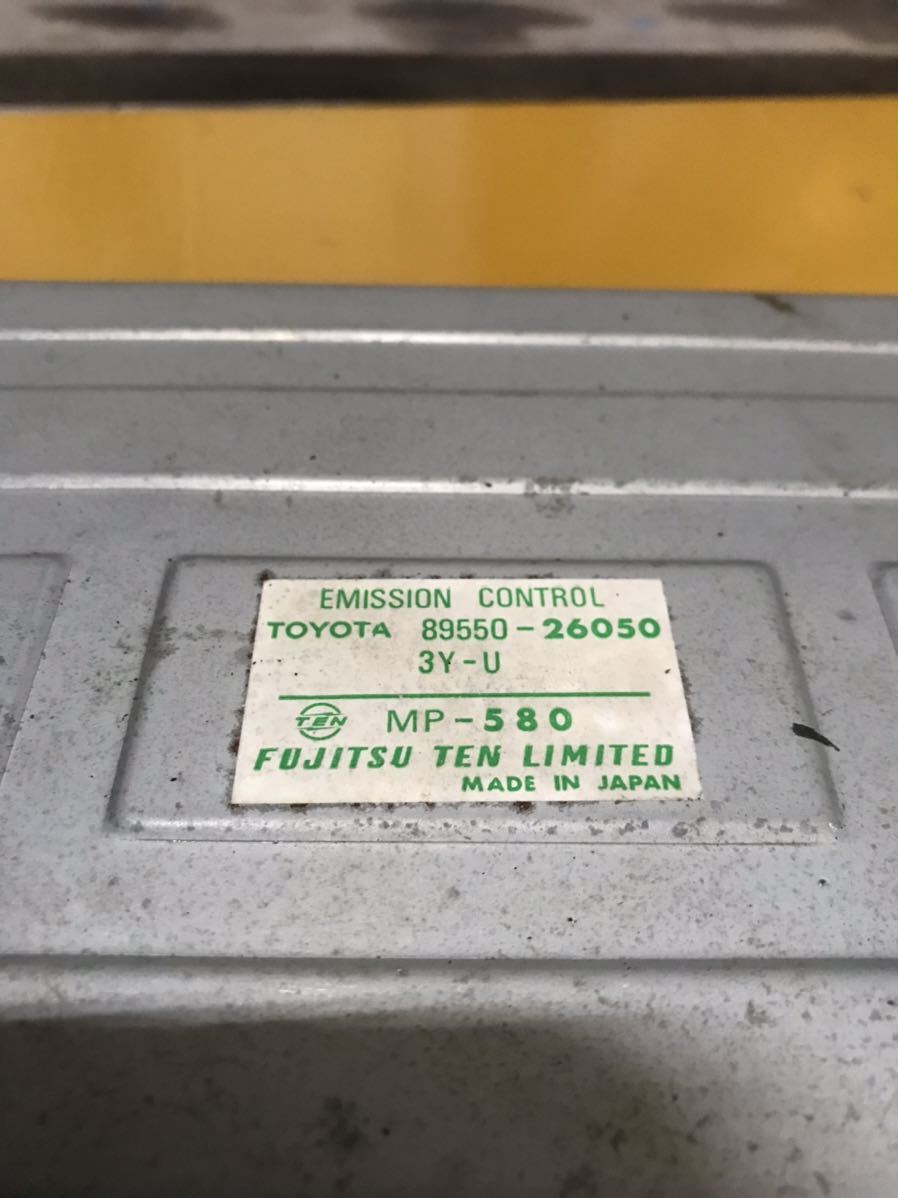 EMISSION CONTROL
TOYOTA 89550-26050
3Y-U
TEN MP-580
FUJITSU TEN LIMITED
MADE IN JAPAN